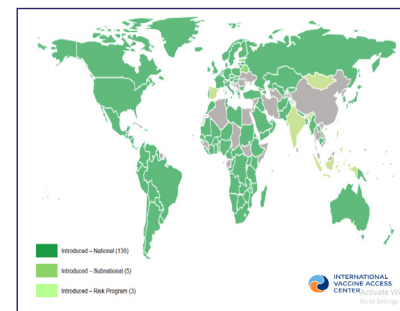 Introduced – National (138)
Introduced – Subnational (5)
Introduced – Risk Program (3)
INTERNATIONAL
VACCINE ACCESS
CENTER
Activate Wi
Go to Settings